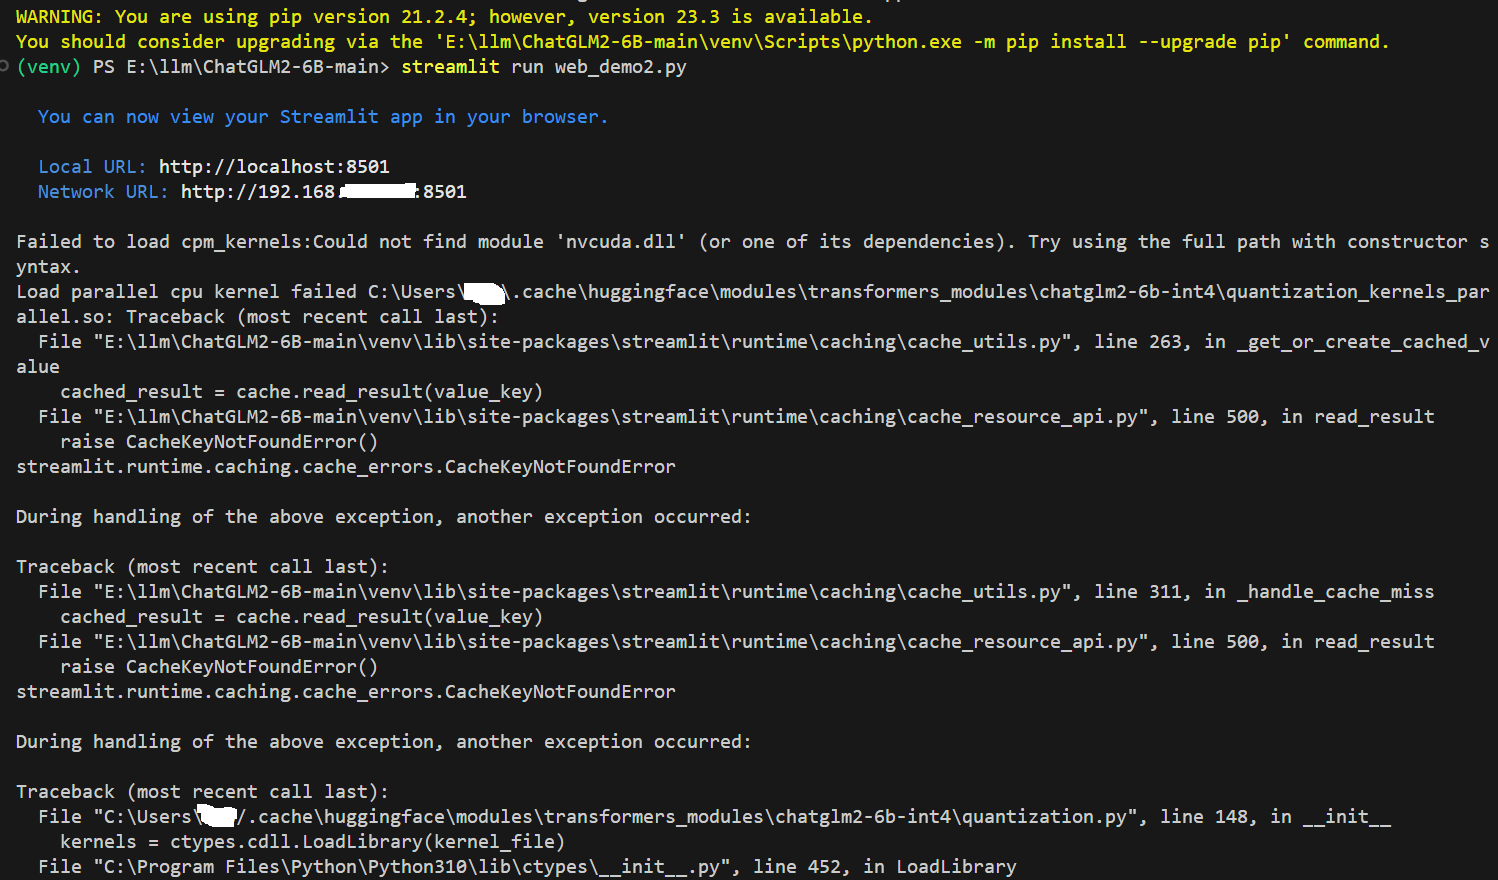 WARNING: You are using pip version 21.2.4; however, version 23.3 is available.
You should consider upgrading via the 'E:\llm\ChatGLM2-6B-main\venv\Scripts\python.exe -m pip install --upgrade pip' command.
(venv) PS E:\llm\ChatGLM2-6B-main> streamlit run web_demo2.py
You can now view your Streamlit app in your browser.
Local URL: http://localhost:8501
Network URL: http://192.168. :8501
Failed to load cpm_kernels:Could not find module 'nvcuda.dll' (or one of its dependencies). Try using the full path with constructor s
yntax.
Load parallel cpu kernel failed C:\Users\ \.cache\huggingface\modules\transformers_modules\chatglm2-6b-int4\quantization_kernels_par
allel.so: Traceback (most recent call last):
  File "E:\llm\ChatGLM2-6B-main\venv\lib\site-packages\streamlit\runtime\caching\cache_utils.py", line 263, in _get_or_create_cached_v
alue
    cached_result = cache.read_result(value_key)
  File "E:\llm\ChatGLM2-6B-main\venv\lib\site-packages\streamlit\runtime\caching\cache_resource_api.py", line 500, in read_result
    raise CacheKeyNotFoundError()
streamlit.runtime.caching.cache_errors.CacheKeyNotFoundError
During handling of the above exception, another exception occurred:
Traceback (most recent call last):
  File "E:\llm\ChatGLM2-6B-main\venv\lib\site-packages\streamlit\runtime\caching\cache_utils.py", line 311, in _handle_cache_miss
    cached_result = cache.read_result(value_key)
  File "E:\llm\ChatGLM2-6B-main\venv\lib\site-packages\streamlit\runtime\caching\cache_resource_api.py", line 500, in read_result
    raise CacheKeyNotFoundError()
streamlit.runtime.caching.cache_errors.CacheKeyNotFoundError
During handling of the above exception, another exception occurred:
Traceback (most recent call last):
  File "C:\Users\ /.cache\huggingface\modules\transformers_modules\chatglm2-6b-int4\quantization.py", line 148, in __init__
    kernels = ctypes.cdll.LoadLibrary(kernel_file)
  File "C:\Program Files\Python\Python310\lib\ctypes\__init__.py", line 452, in LoadLibrary